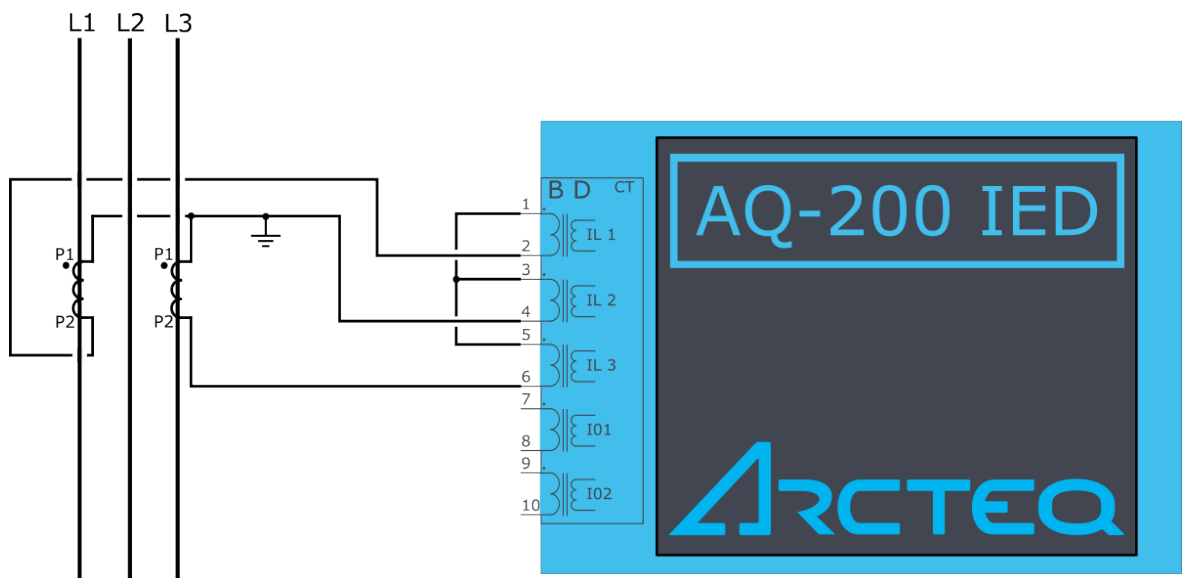 L1 L2 L3
B D CT
AQ-200 IED
1
IL 1
2
P1 P1
3
IL 2
4
P2 P2
5
IL 3
6
7
I01
8
9
I02
10
ARCTEQ